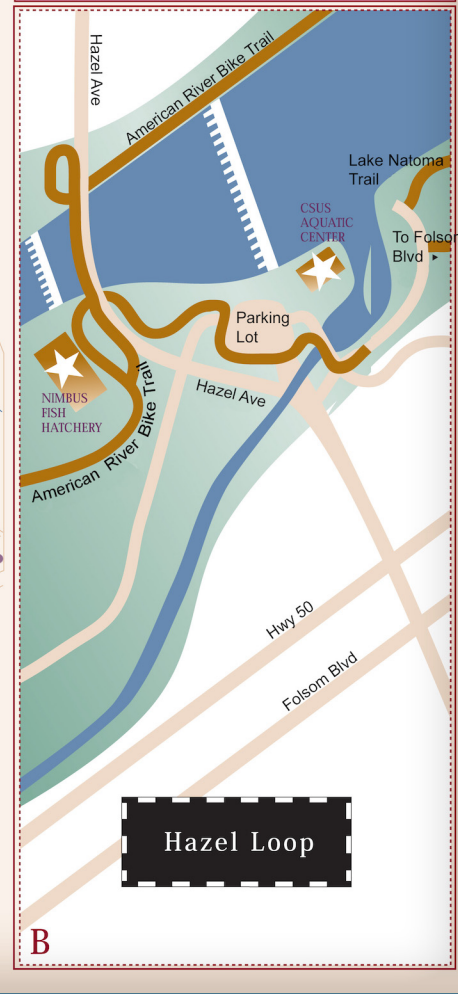 Hazel Ave
American River Bike Trail
Lake Natoma
Trail
CSUS
AQUATIC
CENTER
To Folsom
Blvd
Parking
Lot
Hazel Ave
NIMBUS
FISH
HATCHERY
American River Bike Trail
Hwy 50
Folsom Blvd
Hazel Loop
B